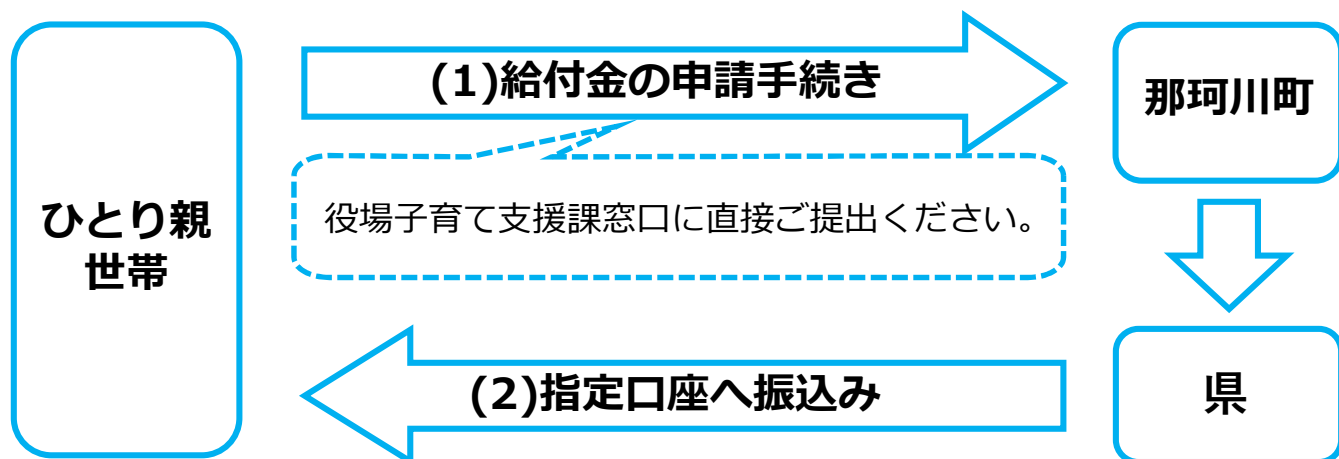 (1)給付金の申請手続き
那珂川町
ひとり親
世帯
役場子育て支援課窓口に直接ご提出ください。
(2)指定口座へ振込み
県